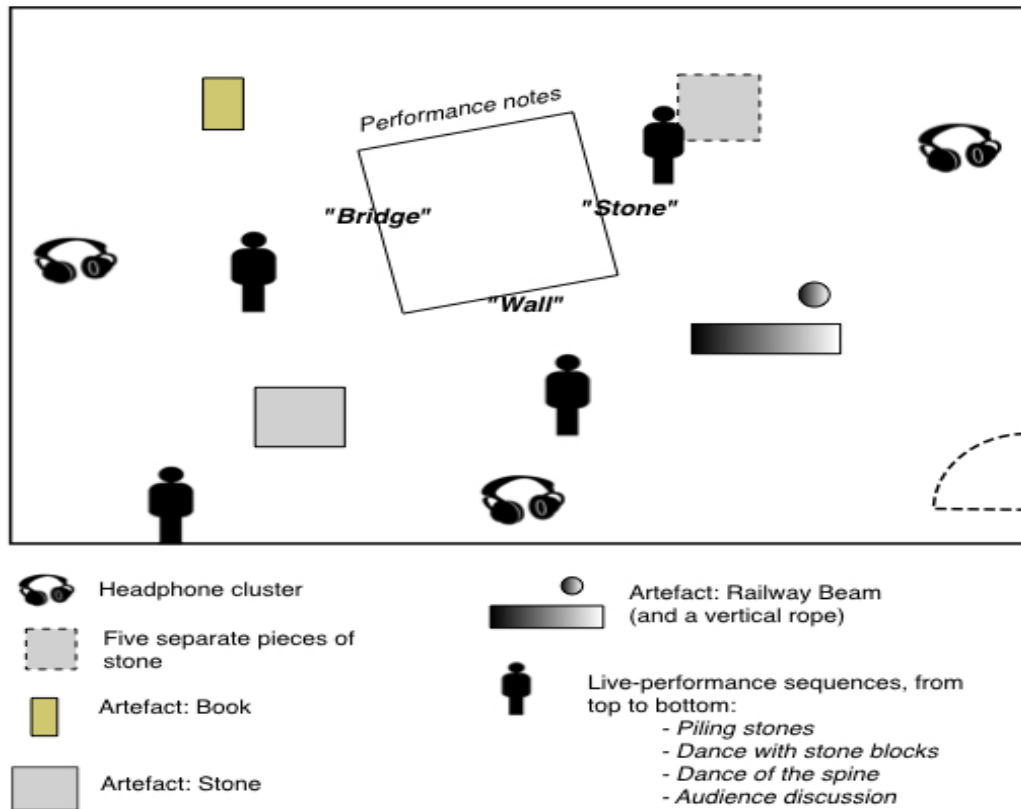 Performance notes
"Bridge"
"Stone"
"Wall"
Headphone cluster
Five separate pieces of
stone
Artefact: Book
Artefact: Stone
Artefact: Railway Beam
(and a vertical rope)
Live-performance sequences, from
top to bottom:
- Piling stones
- Dance with stone blocks
- Dance of the spine
- Audience discussion